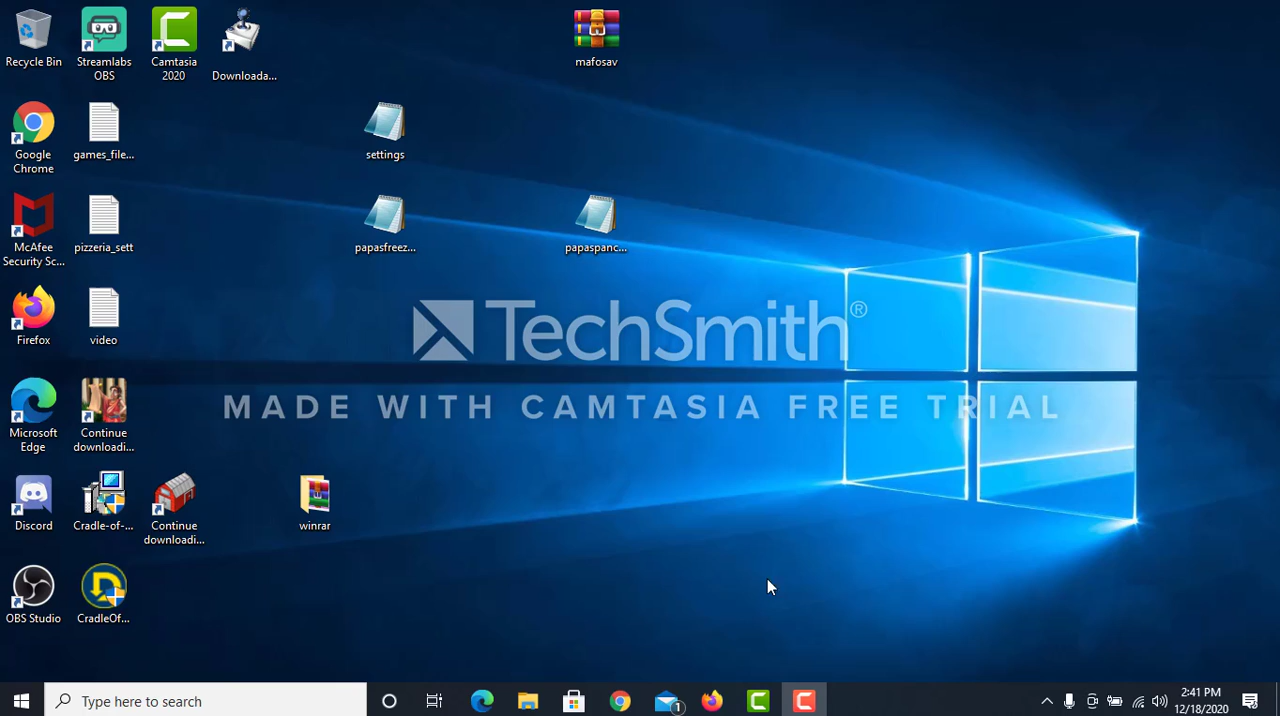 Recycle Bin
Streamlabs
OBS
Camtasia
2020
Downloada...
mafosav
Google
Chrome
games_file...
settings
McAfee
Security Sc...
pizzeria_sett
papasfreez...
papaspanc...
Firefox
video
TechSmith®
MADE WITH CAMTASIA FREE TRIAL
Microsoft
Edge
Continue
downloadi...
Discord
Cradle-of-...
Continue
downloadi...
winrar
OBS Studio
CradleOf...
Type here to search
1
2:41 PM
12/18/2020